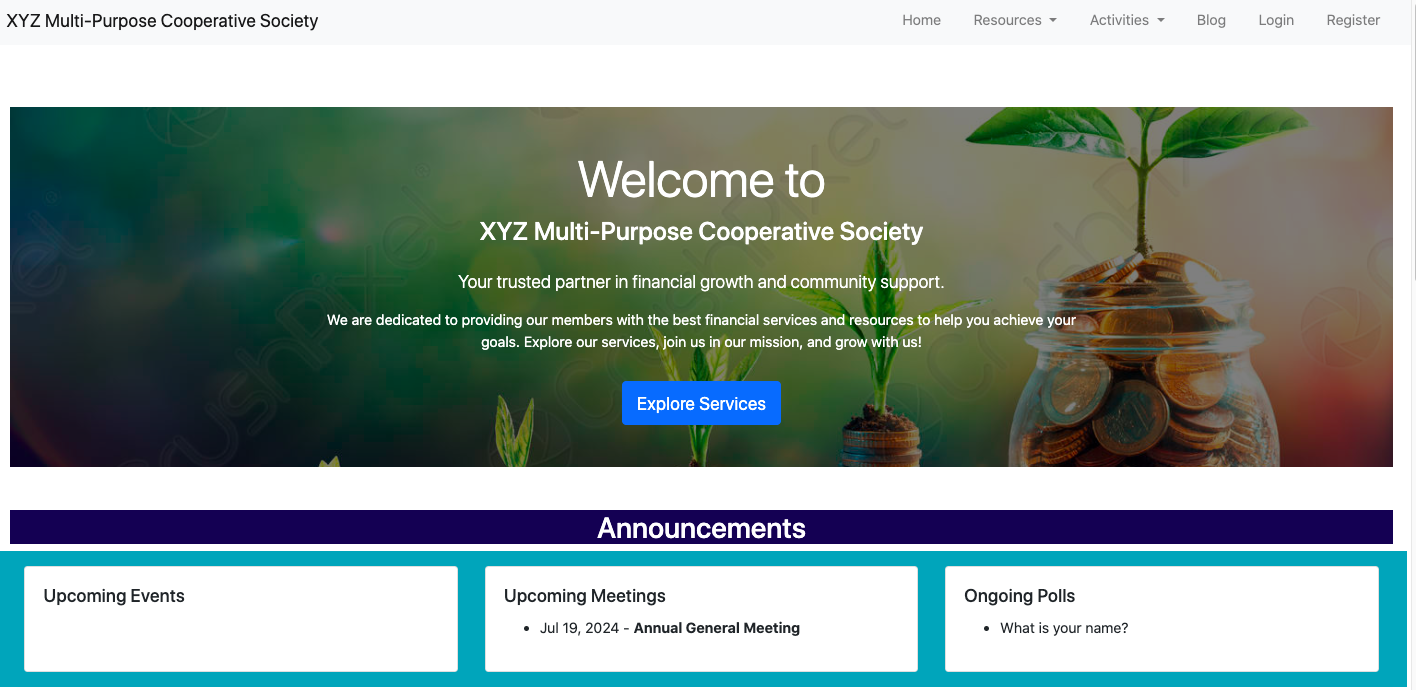 XYZ Multi-Purpose Cooperative Society
Home Resources Activities Blog Login Register
Welcome to
XYZ Multi-Purpose Cooperative Society
Your trusted partner in financial growth and community support.
We are dedicated to providing our members with the best financial services and resources to help you achieve your
goals. Explore our services, join us in our mission, and grow with us!
Explore Services
Announcements
Upcoming Events
Upcoming Meetings
• Jul 19, 2024 - Annual General Meeting
Ongoing Polls
• What is your name?